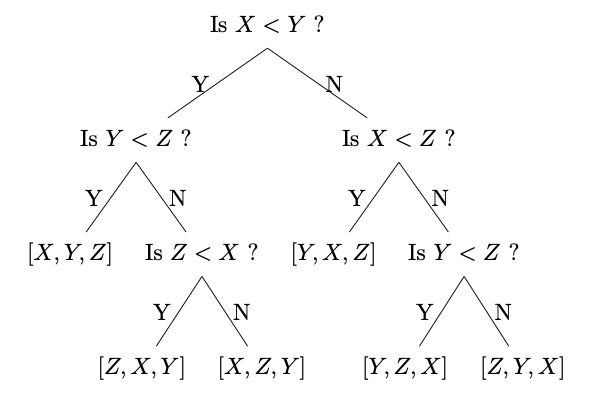 Is X < Y ?
Y N
Is Y < Z ? Is X < Z ?
Y N Y N
[X, Y, Z] Is Z < X ? [Y, X, Z] Is Y < Z ?
Y N Y N
[Z, X, Y] [X, Z, Y] [Y, Z, X] [Z, Y, X]